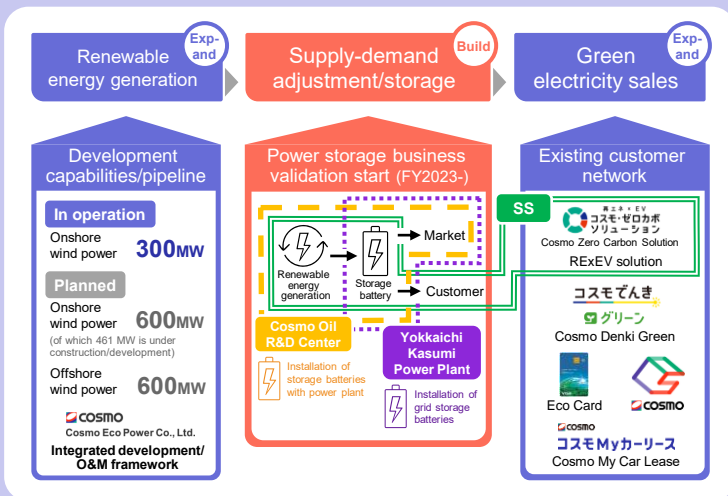 Renewable
energy generation
Exp-
and
Supply-demand
adjustment/storage
Build
Green
electricity sales
Exp-
and
Development
capabilities/pipeline
In operation
Onshore
wind power
300MW
Planned
Onshore
wind power
600MW
(of which 461 MW is under
construction/development)
Offshore
wind power
600MW
COSMO
Cosmo Eco Power Co., Ltd.
Integrated development/
O&M framework
Power storage business
validation start (FY2023-)
Renewable
energy
generation
Storage
battery
Market
Customer
Cosmo Oil
R&D Center
Installation of
storage batteries
with power plant
Yokkaichi
Kasumi
Power Plant
Installation of
grid storage
batteries
Existing customer
network
SS
再エネ×EV
コスモ・ゼロカボ
ソリューション
Cosmo Zero Carbon Solution
RExEV solution
コスモでんき
グリーン
Cosmo Denki Green
Eco Card
COSMO
COSMO
コスモMyカーリース
Cosmo My Car Lease